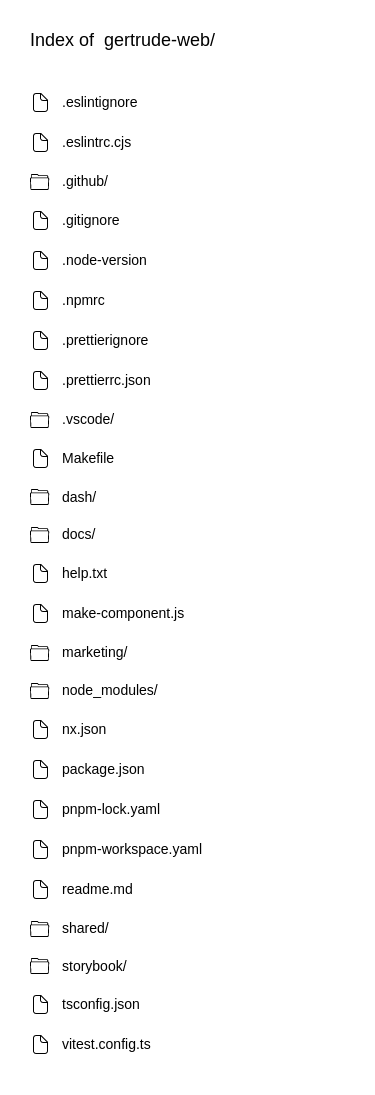 Index of  gertrude-web/
.eslintignore
.eslintrc.cjs
.github/
.gitignore
.node-version
.npmrc
.prettierignore
.prettierrc.json
.vscode/
Makefile
dash/
docs/
help.txt
make-component.js
marketing/
node_modules/
nx.json
package.json
pnpm-lock.yaml
pnpm-workspace.yaml
readme.md
shared/
storybook/
tsconfig.json
vitest.config.ts